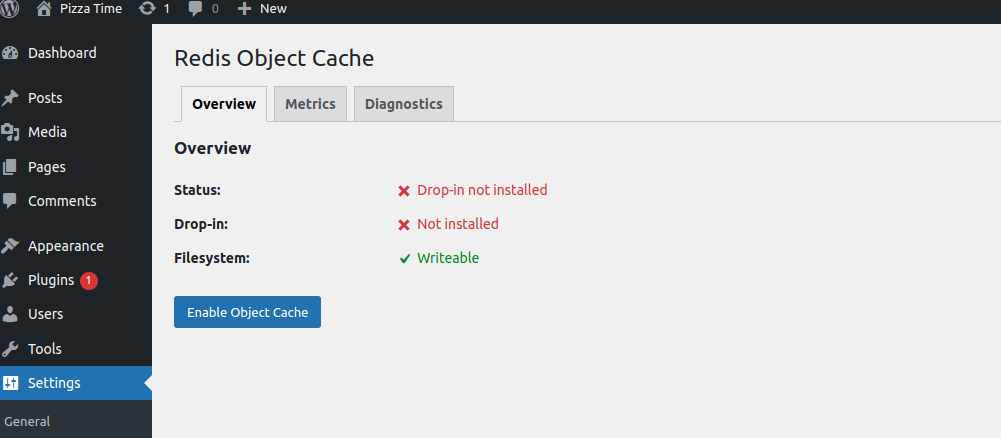 Pizza Time 1 0 New
Dashboard
Posts
Media
Pages
Comments
Appearance
Plugins 1
Users
Tools
Settings
General
Redis Object Cache
Overview Metrics Diagnostics
Overview
Status: Drop-in not installed
Drop-in: Not installed
Filesystem: Writeable
Enable Object Cache